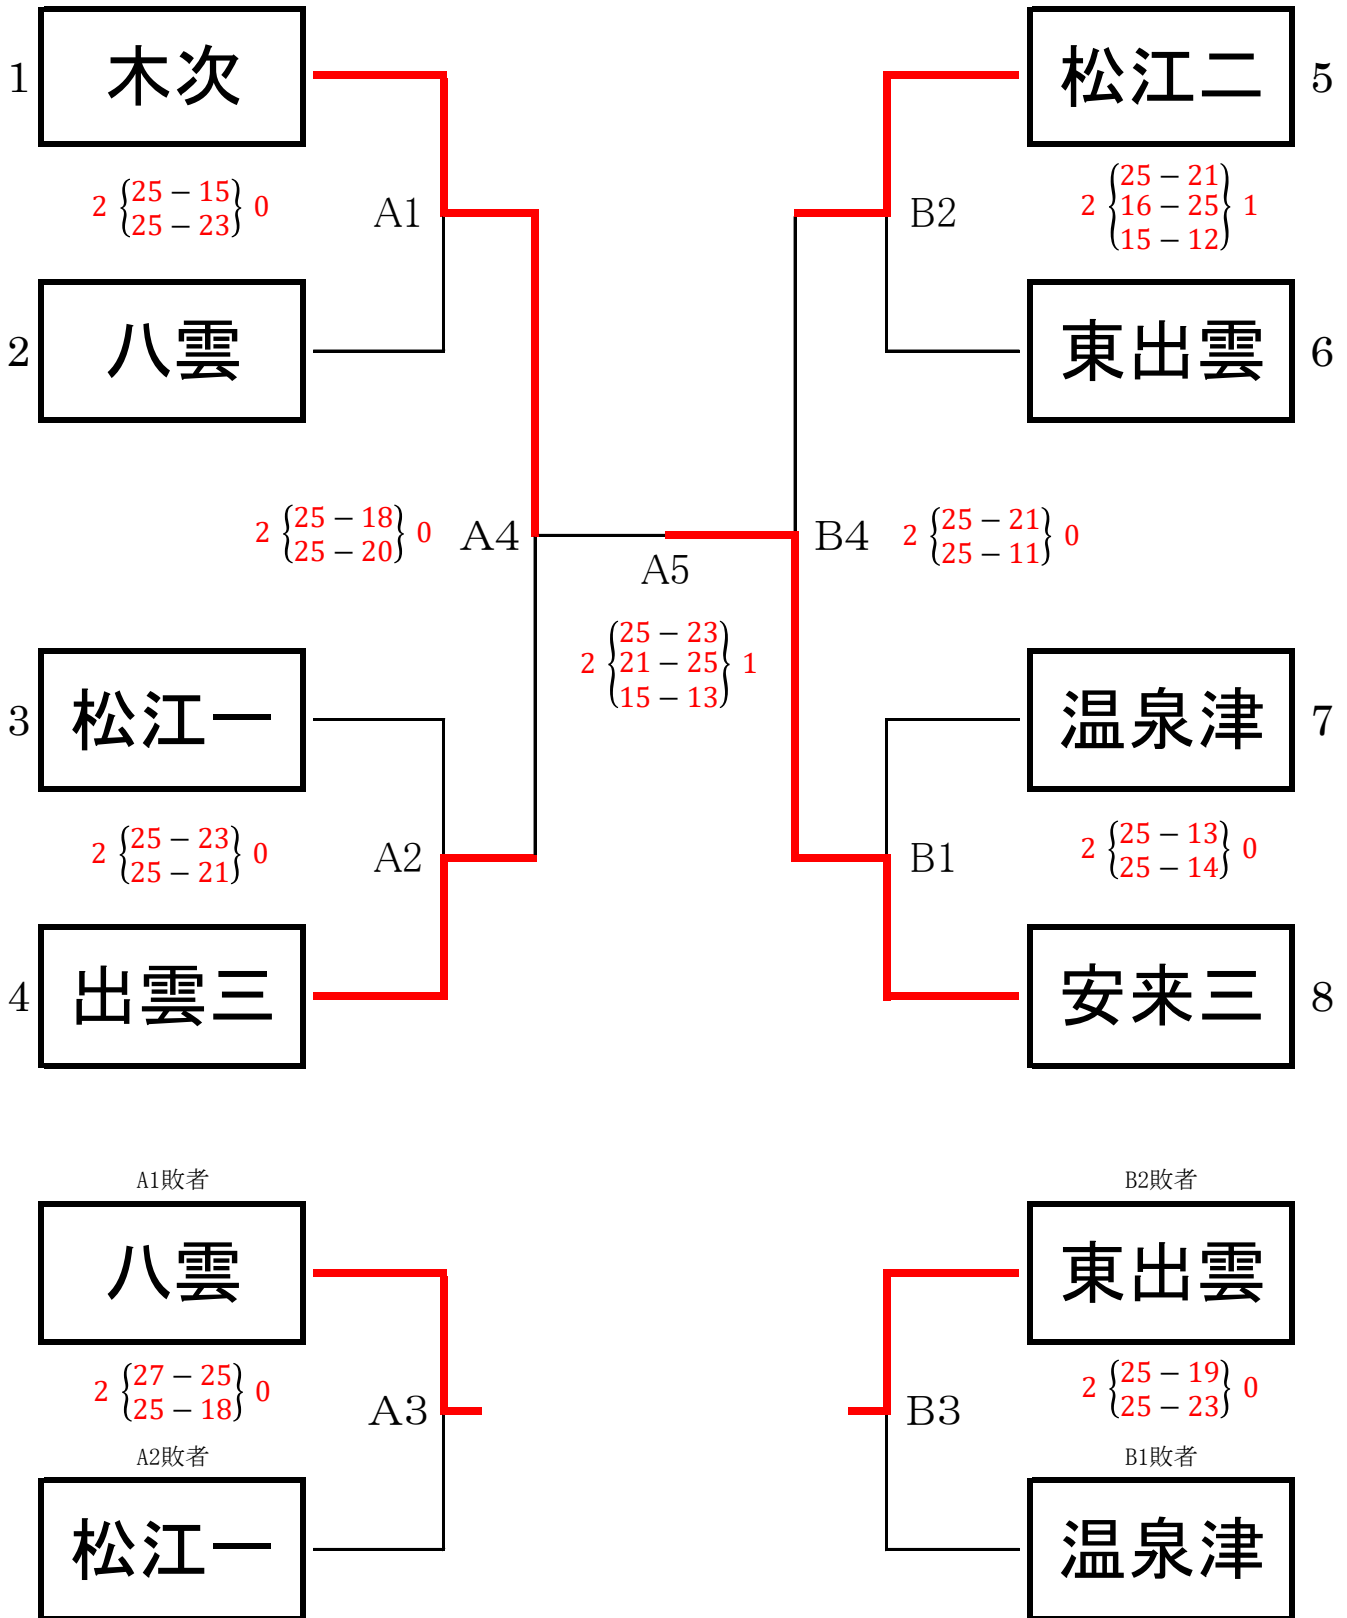 1 木次 松江二 5
2 {25 − 15} 0 A1 B2 2 {25 − 21} 1
{25 − 23} {16 − 25}
{15 − 12}
2 八雲 東出雲 6
2 {25 − 18} 0 A4 B4 2 {25 − 21} 0
{25 − 20} {25 − 11}
A5
2 {25 − 23} 1
{21 − 25}
{15 − 13}
3 松江一 温泉津 7
2 {25 − 23} 0 A2 B1 2 {25 − 13} 0
{25 − 21} {25 − 14}
4 出雲三 安来三 8
A1敗者 B2敗者
八雲 東出雲
2 {27 − 25} 0 A3 B3 2 {25 − 19} 0
{25 − 18} {25 − 23}
A2敗者 B1敗者
松江一 温泉津